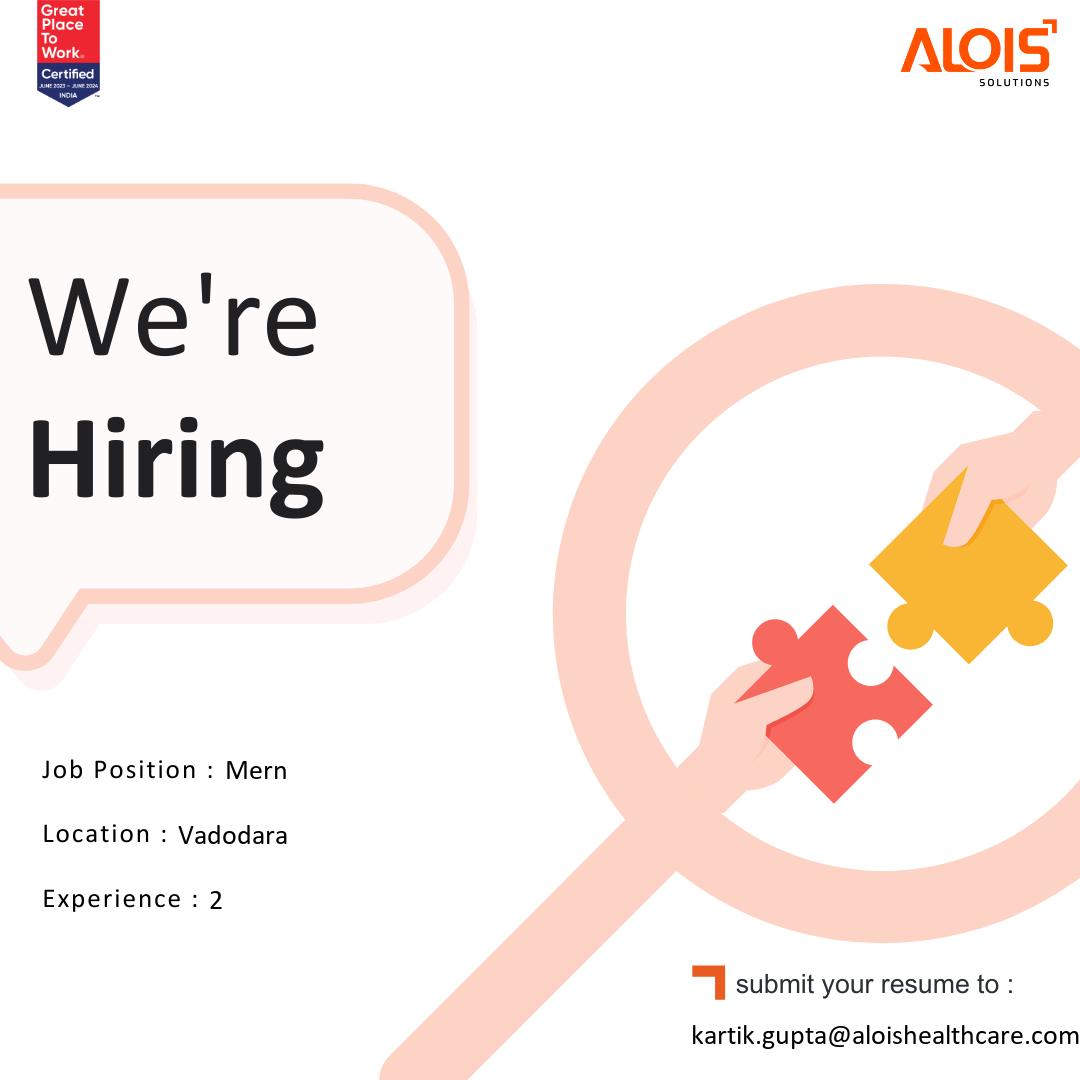 Great
Place
To
Work.
Certified
JUNE 2023 - JUNE 2024
INDIA
™
ALOIS
SOLUTIONS
We're
Hiring
Job Position : Mern
Location : Vadodara
Experience : 2
submit your resume to :
kartik.gupta@aloishealthcare.com